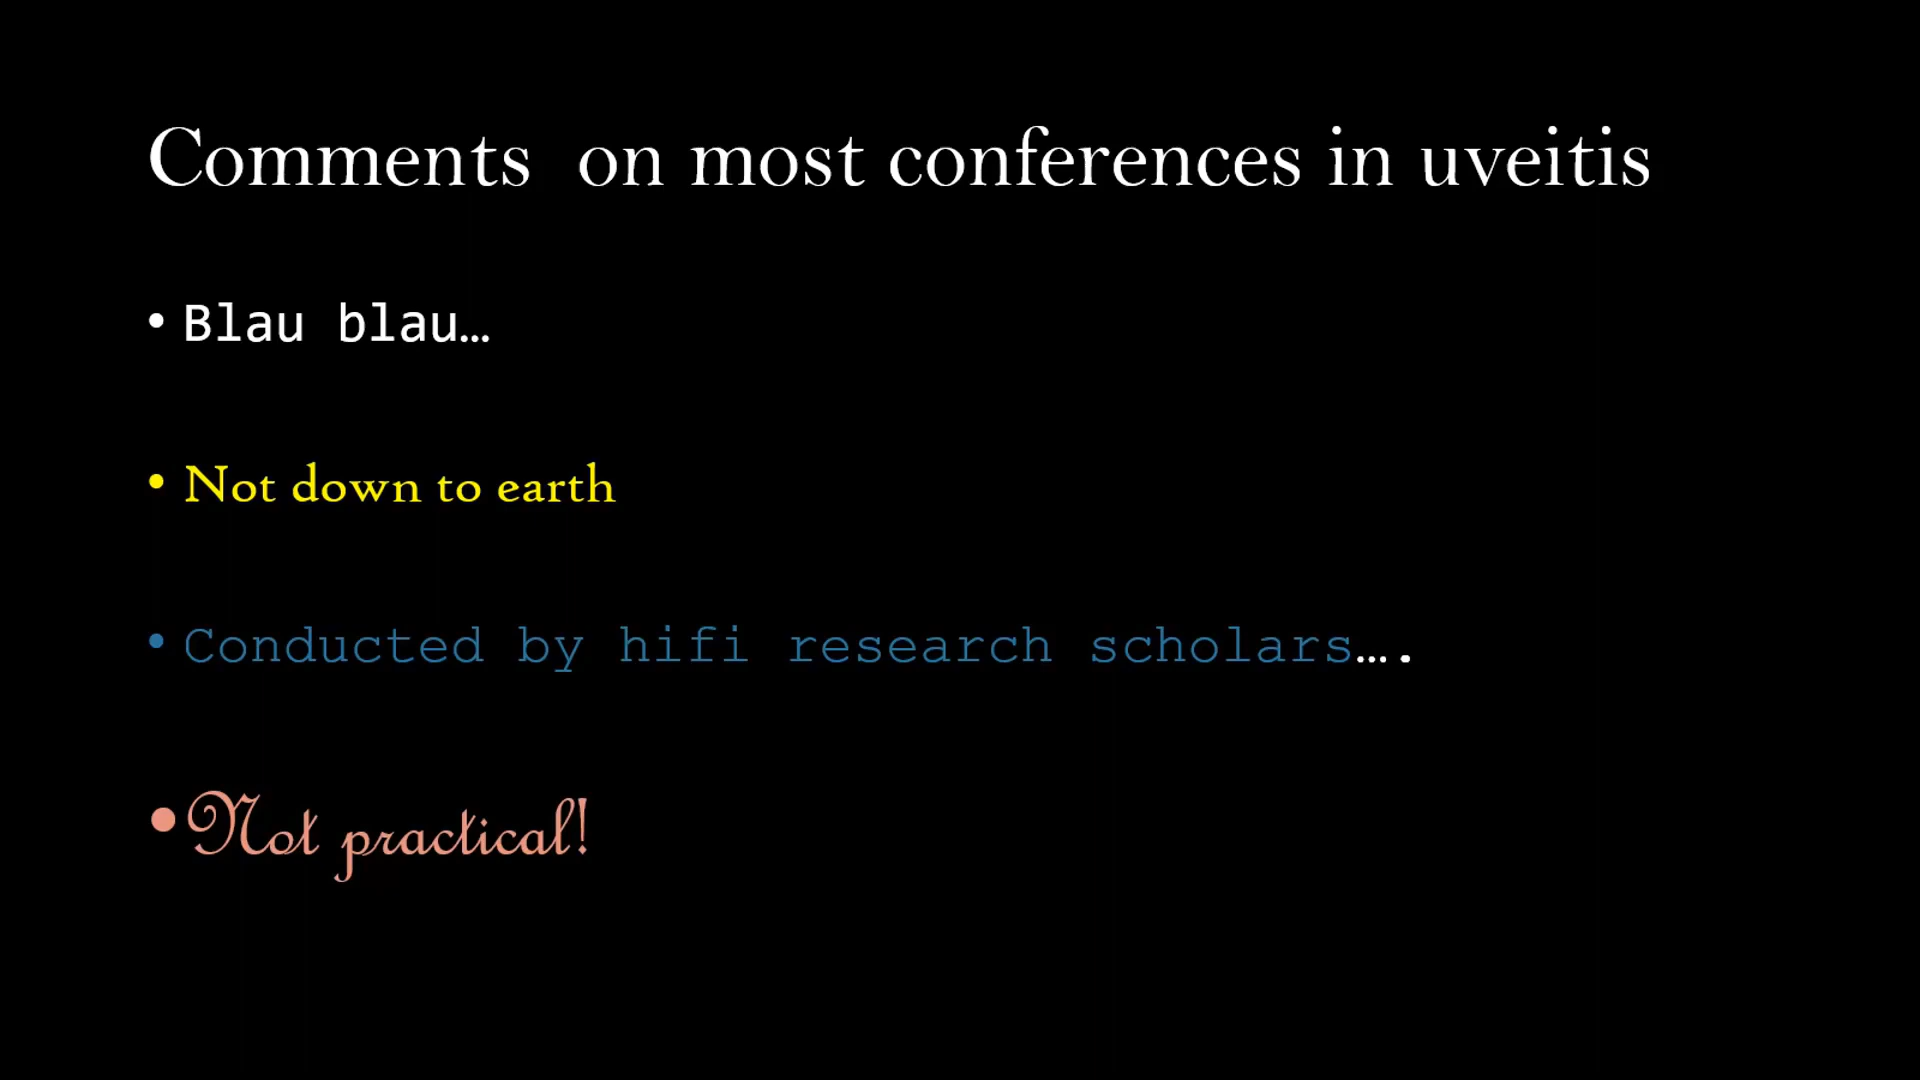 Comments on most conferences in uveitis
• Blau blau…
• Not down to earth
• Conducted by hifi research scholars….
• Not practical!